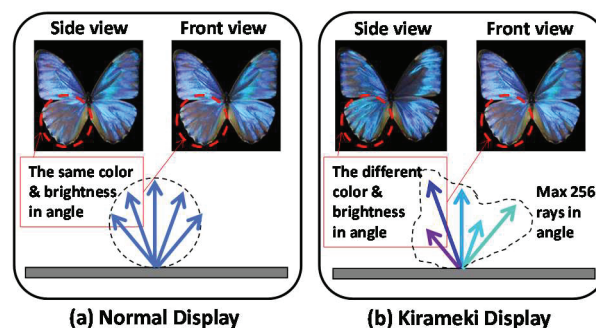 Side view
Front view
The same color
& brightness
in angle
(a) Normal Display
Side view
Front view
The different
color &
brightness
in angle
Max 256
rays in
angle
(b) Kirameki Display